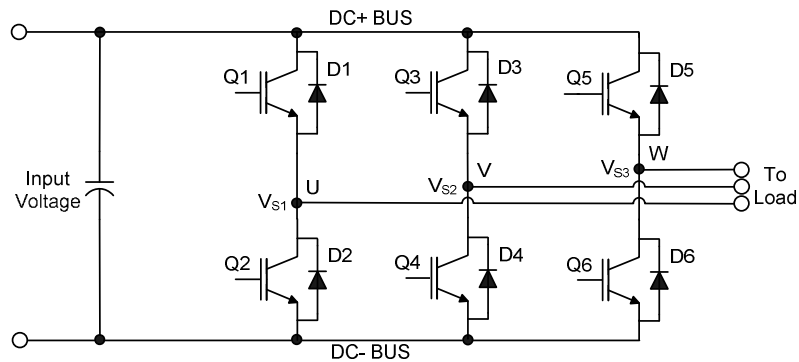 DC+ BUS
Q1
D1
Q3
D3
Q5
D5
Input
Voltage
VS1
U
VS2
V
VS3
W
To
Load
Q2
D2
Q4
D4
Q6
D6
DC- BUS